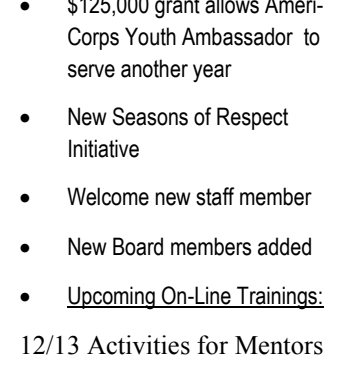 • $125,000 grant allows Ameri-
Corps Youth Ambassador to
serve another year
• New Seasons of Respect
Initiative
• Welcome new staff member
• New Board members added
• Upcoming On-Line Trainings:
12/13 Activities for Mentors